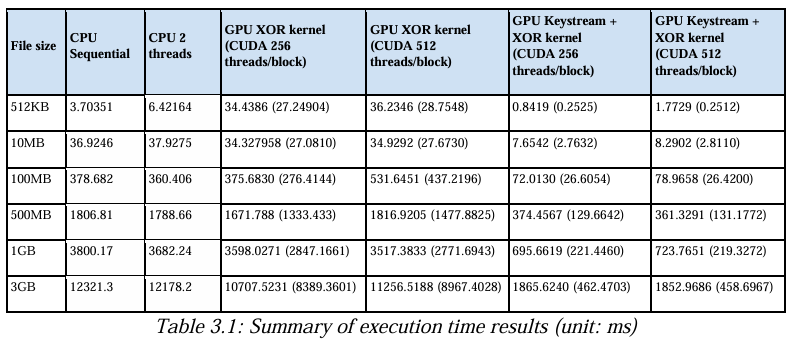 File size | CPU Sequential | CPU 2 threads | GPU XOR kernel (CUDA 256 threads/block) | GPU XOR kernel (CUDA 512 threads/block) | GPU Keystream + XOR kernel (CUDA 256 threads/block) | GPU Keystream + XOR kernel (CUDA 512 threads/block)
512KB | 3.70351 | 6.42164 | 34.4386 (27.24904) | 36.2346 (28.7548) | 0.8419 (0.2525) | 1.7729 (0.2512)
10MB | 36.9246 | 37.9275 | 34.327958 (27.0810) | 34.9292 (27.6730) | 7.6542 (2.7632) | 8.2902 (2.8110)
100MB | 378.682 | 360.406 | 375.6830 (276.4144) | 531.6451 (437.2196) | 72.0130 (26.6054) | 78.9658 (26.4200)
500MB | 1806.81 | 1788.66 | 1671.788 (1333.433) | 1816.9205 (1477.8825) | 374.4567 (129.6642) | 361.3291 (131.1772)
1GB | 3800.17 | 3682.24 | 3598.0271 (2847.1661) | 3517.3833 (2771.6943) | 695.6619 (221.4460) | 723.7651 (219.3272)
3GB | 12321.3 | 12178.2 | 10707.5231 (8389.3601) | 11256.5188 (8967.4028) | 1865.6240 (462.4703) | 1852.9686 (458.6967)
Table 3.1: Summary of execution time results (unit: ms)